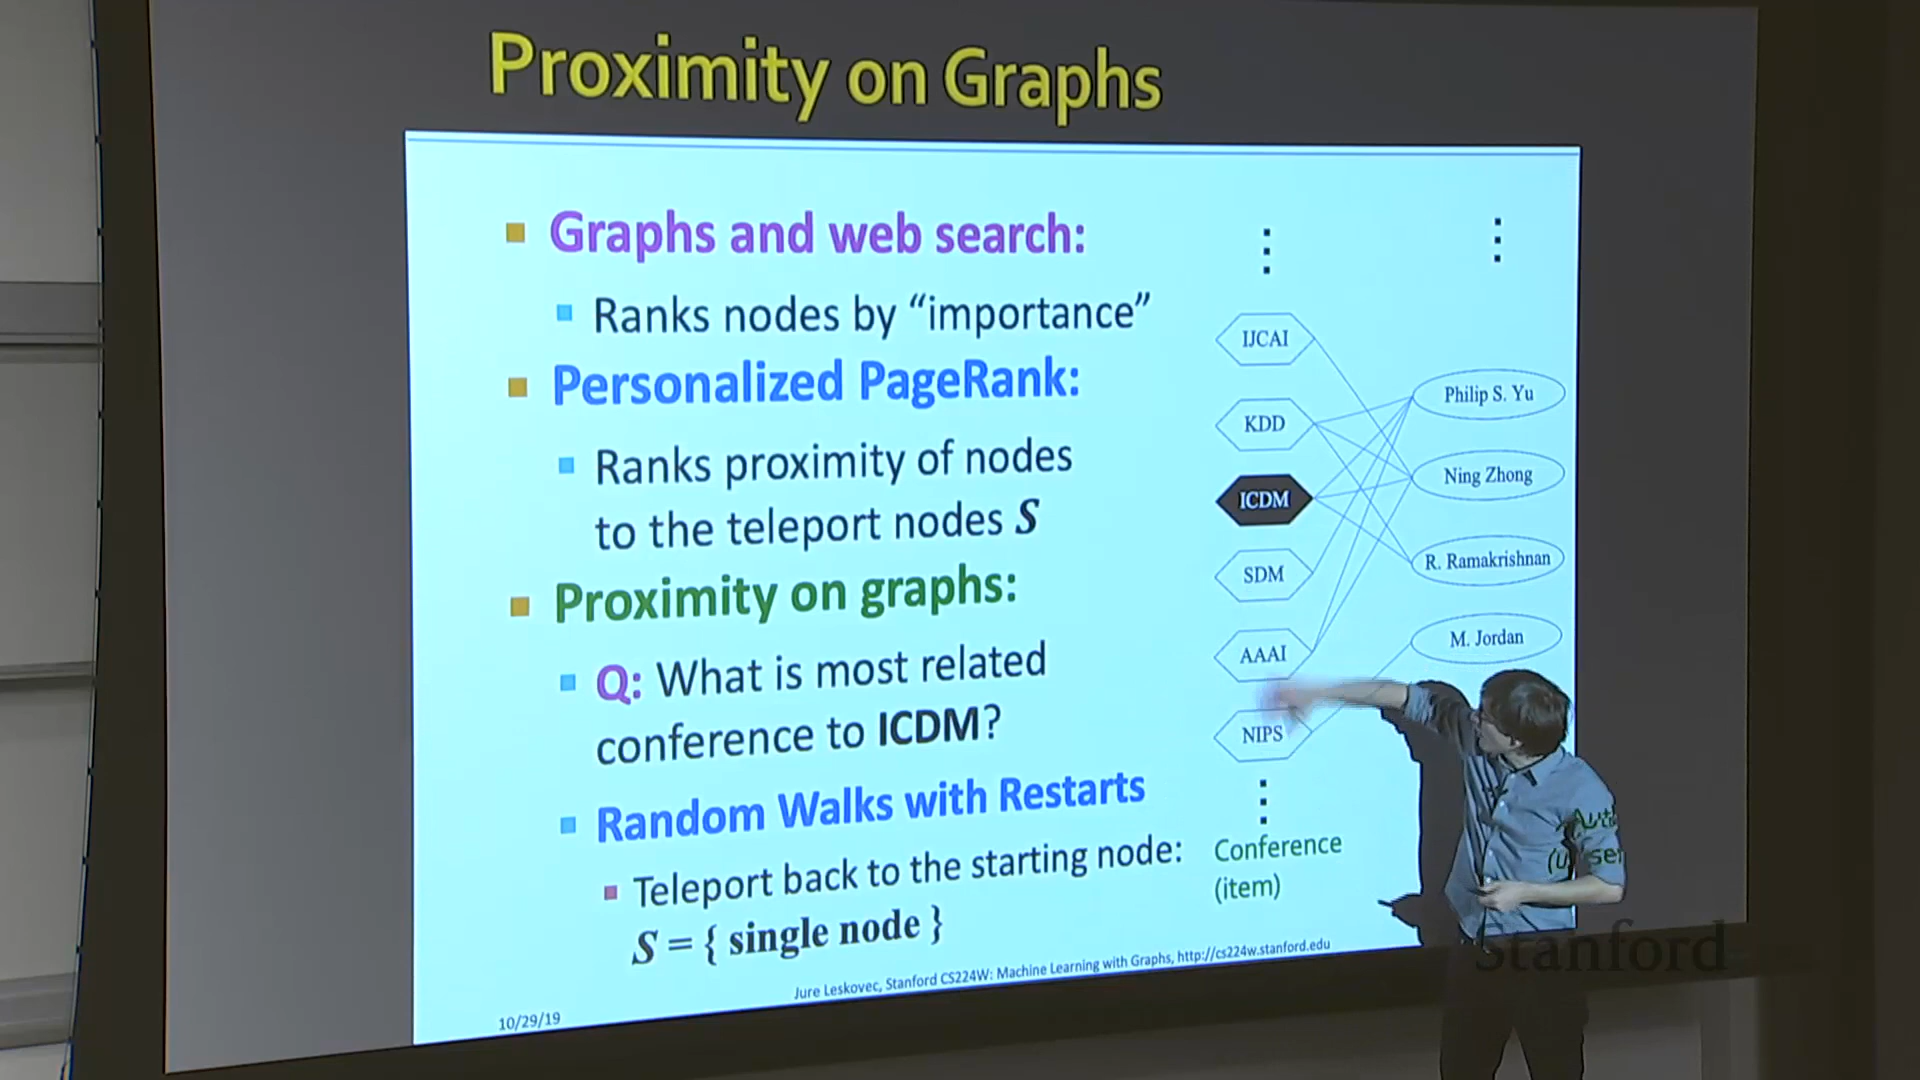 Proximity on Graphs
Graphs and web search:
Ranks nodes by “importance”
Personalized PageRank:
Ranks proximity of nodes
to the teleport nodes S
Proximity on graphs:
Q: What is most related
conference to ICDM?
Random Walks with Restarts
Teleport back to the starting node:
S = { single node }
IJCAI
KDD
ICDM
SDM
AAAI
NIPS
Conference
(item)
Philip S. Yu
Ning Zhong
R. Ramakrishnan
M. Jordan
Jure Leskovec, Stanford CS224W: Machine Learning with Graphs, http://cs224w.stanford.edu
10/29/19
Stanford